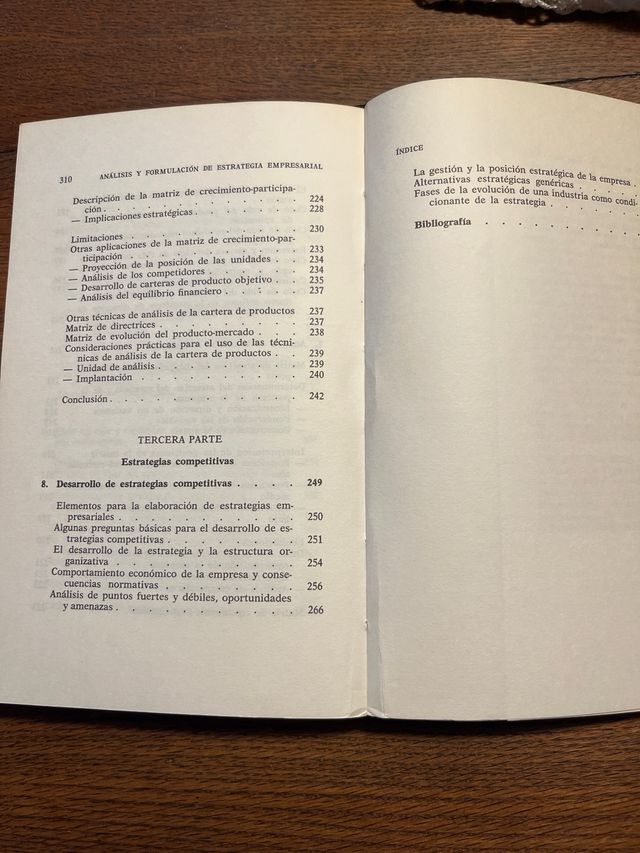 310 ANÁLISIS Y FORMULACIÓN DE ESTRATEGIA EMPRESARIAL
Descripción de la matriz de crecimiento-participa-
ción . . . . . . . . . . . 224
— Implicaciones estratégicas . . . . . . . 228
Limitaciones . . . . . . . . . . 230
Otras aplicaciones de la matriz de crecimiento-par-
ticipación . . . . . . . . . . 233
— Proyección de la posición de las unidades . . 234
— Análisis de los competidores . . . . . . 234
— Desarrollo de carteras de producto objetivo . . 235
— Análisis del equilibrio financiero . . . . . 237
Otras técnicas de análisis de la cartera de productos 237
Matriz de directrices . . . . . . . . 237
Matriz de evolución del producto-mercado . . . 238
Consideraciones prácticas para el uso de las técni-
cas de análisis de la cartera de productos . . . 239
— Unidad de análisis . . . . . . . . 239
— Implantación . . . . . . . . . 240
Conclusión . . . . . . . . . . . 242
TERCERA PARTE
Estrategias competitivas
8. Desarrollo de estrategias competitivas . . . . 249
Elementos para la elaboración de estrategias em-
presariales . . . . . . . . . . 250
Algunas preguntas básicas para el desarrollo de es-
trategias competitivas . . . . . . . . 251
El desarrollo de la estrategia y la estructura or-
ganizativa . . . . . . . . . . 254
Comportamiento económico de la empresa y conse-
cuencias normativas . . . . . . . . 256
Análisis de puntos fuertes y débiles, oportunidades
y amenazas . . . . . . . . . . 266
ÍNDICE
La gestión y la posición estratégica de la empresa .
Alternativas estratégicas genéricas . . . . .
Fases de la evolución de una industria como condi-
cionante de la estrategia . . . . . .
Bibliografía . . . . . . . . .